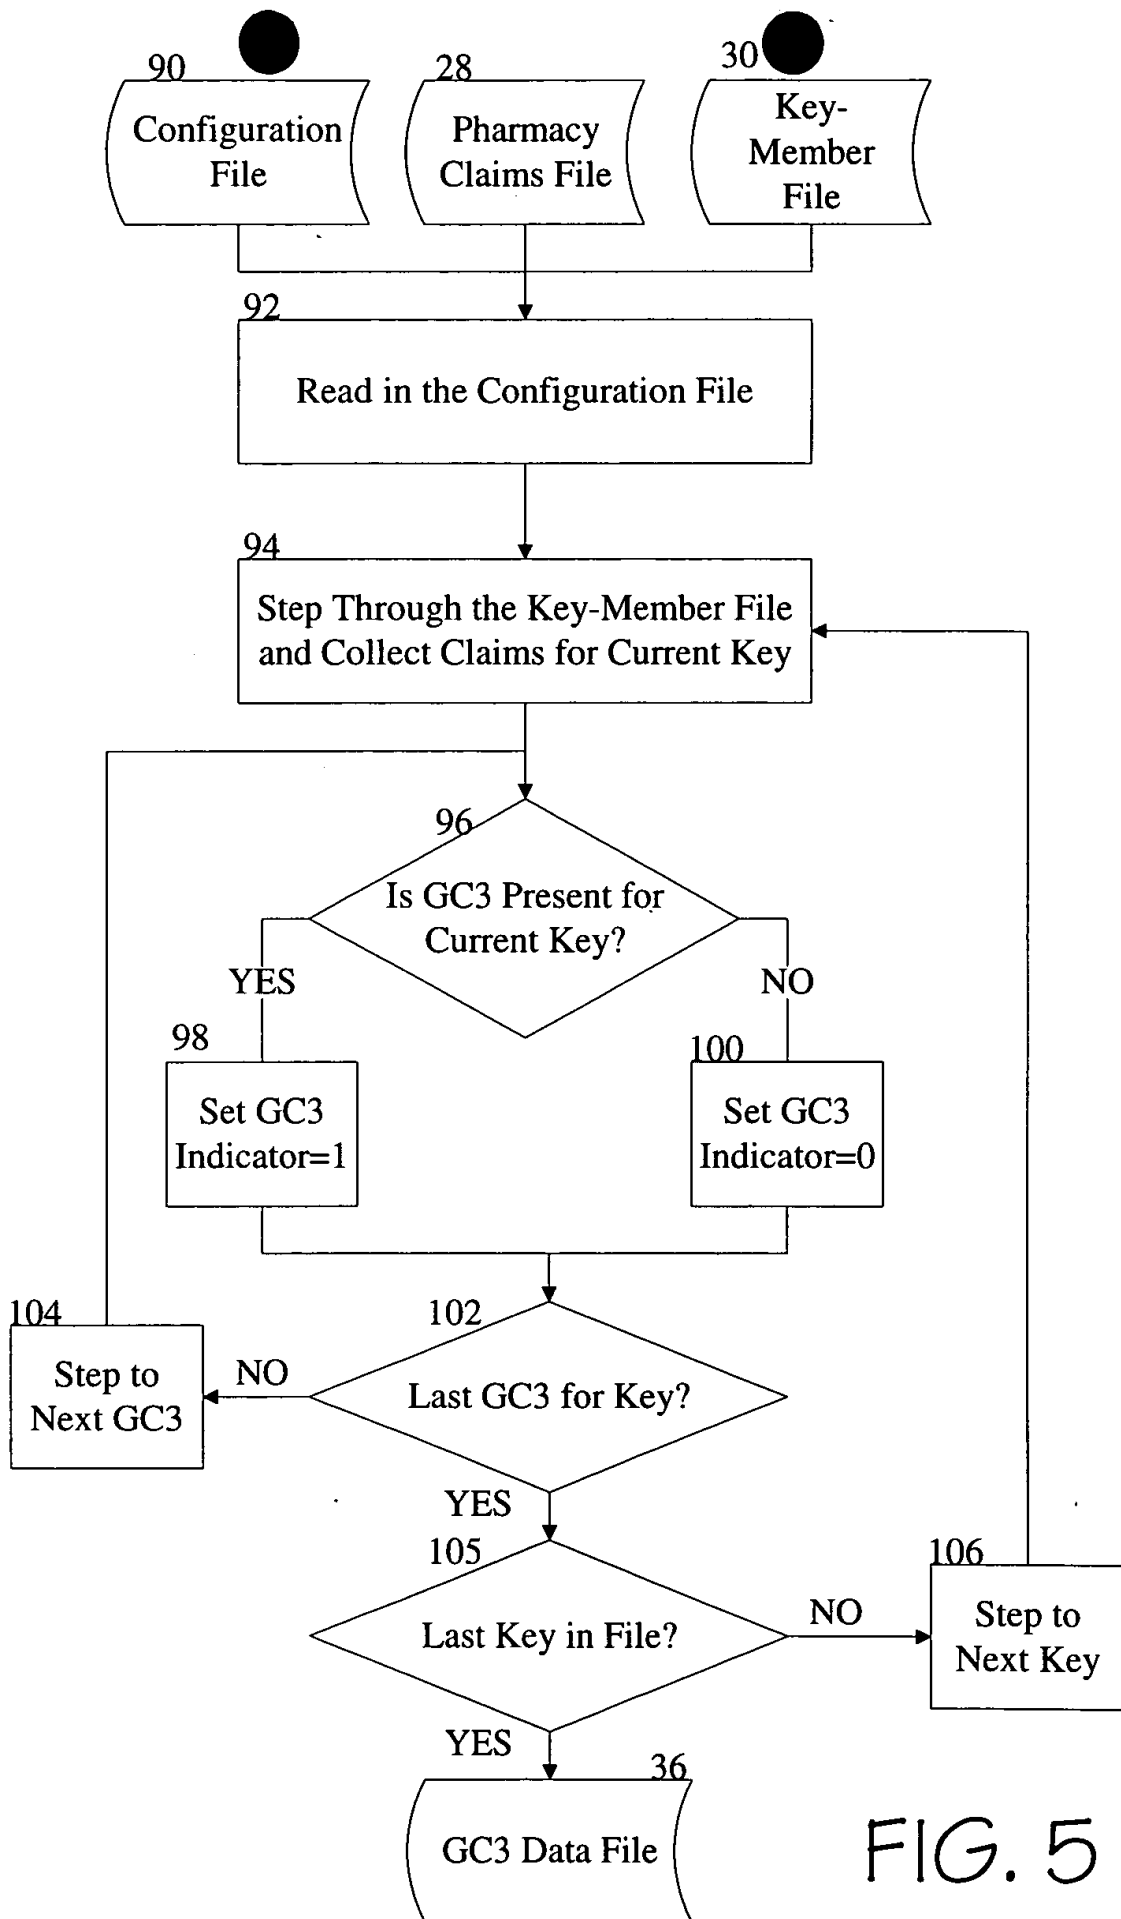 90
28
30
Configuration
File
Pharmacy
Claims File
Key-
Member
File
92
Read in the Configuration File
94
Step Through the Key-Member File
and Collect Claims for Current Key
96
Is GC3 Present for
Current Key?
YES
NO
98
100
Set GC3
Indicator=1
Set GC3
Indicator=0
104
102
Step to
Next GC3
NO
Last GC3 for Key?
YES
105
106
Last Key in File?
NO
Step to
Next Key
YES
36
GC3 Data File
FIG. 5